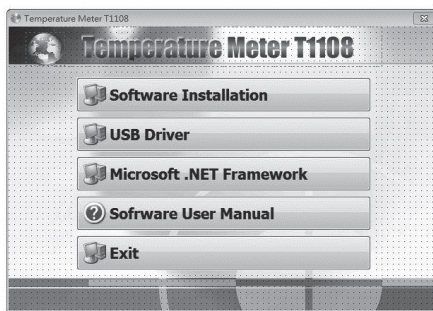 Temperature Meter T1108
Temperature Meter T1108
Software Installation
USB Driver
Microsoft .NET Framework
Sofrware User Manual
Exit